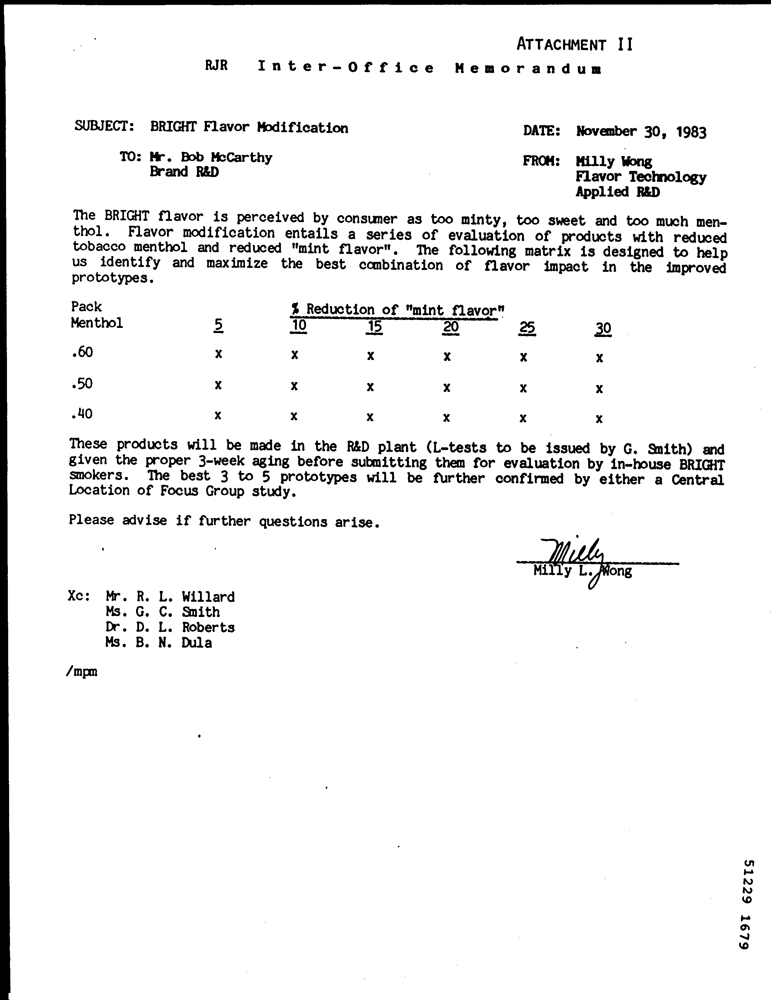 ATTACHMENT II
RJR Inter-Office Memorandum
SUBJECT: BRIGHT Flavor Modification
DATE: November 30, 1983
TO: Mr. Bob McCarthy
Brand R&D
FROM: Milly Wong
Flavor Technology
Applied R&D
The BRIGHT flavor is perceived by consumer as too minty, too sweet and too much men-
thol. Flavor modification entails a series of evaluation of products with reduced
tobacco menthol and reduced "mint flavor". The following matrix is designed to help
us identify and maximize the best combination of flavor impact in the improved
prototypes.
Pack % Reduction of "mint flavor"
Menthol 5 10 15 20 25 30
.60 x x x x x x
.50 x x x x x x
.40 x x x x x x
These products will be made in the R&D plant (L-tests to be issued by G. Smith) and
given the proper 3-week aging before submitting them for evaluation by in-house BRIGHT
smokers. The best 3 to 5 prototypes will be further confirmed by either a Central
Location of Focus Group study.
Please advise if further questions arise.
Milly
Milly L. Wong
Xc: Mr. R. L. Willard
Ms. G. C. Smith
Dr. D. L. Roberts
Ms. B. N. Dula
/mpm
51229 1679